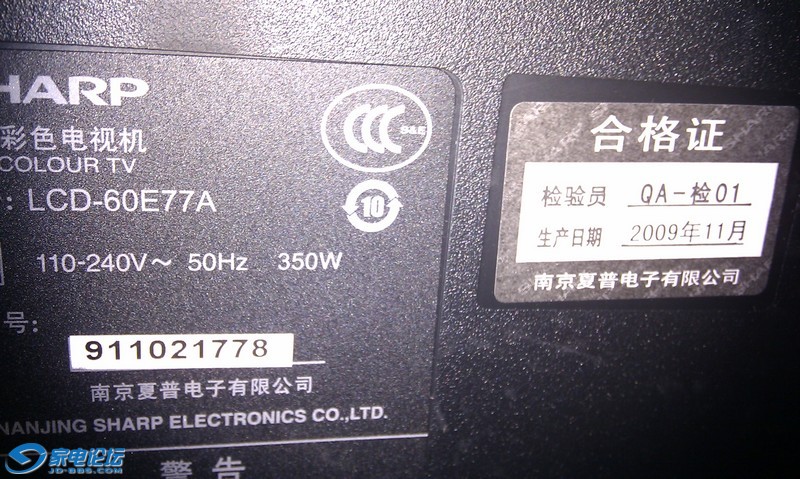 SHARP
彩色电视机
COLOUR TV
: LCD-60E77A
CCC S&E
10
110-240V～ 50Hz 350W
号:
911021778
南京夏普电子有限公司
NANJING SHARP ELECTRONICS CO.,LTD.
警告
合格证
检验员 QA-检01
生产日期 2009年11月
南京夏普电子有限公司
家电论坛
JD-BBS.COM